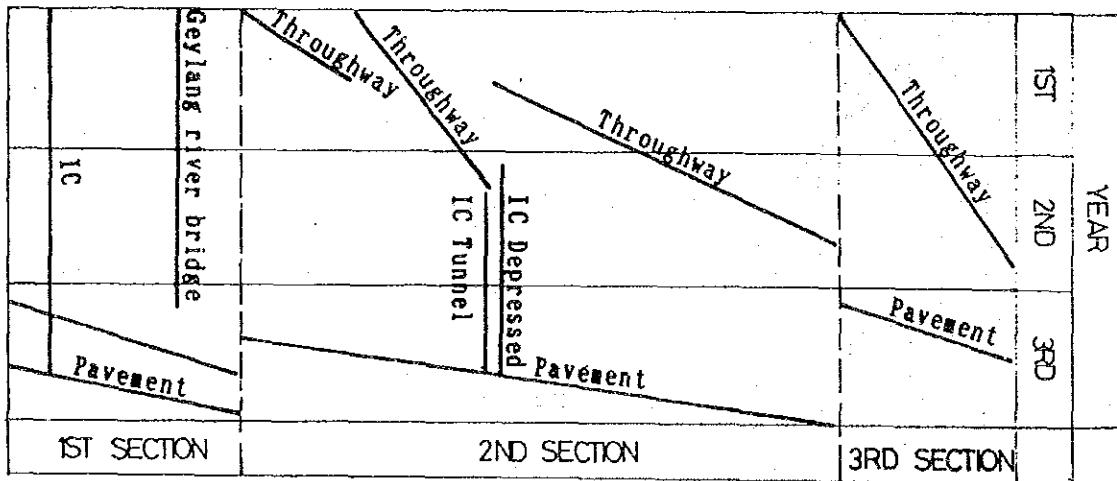 IC
Geylang river bridge
Pavement
Throughway
Throughway
Throughway
IC Tunnel
IC Depressed
Pavement
Throughway
Pavement
1ST
2ND
3RD
YEAR
1ST SECTION
2ND SECTION
3RD SECTION